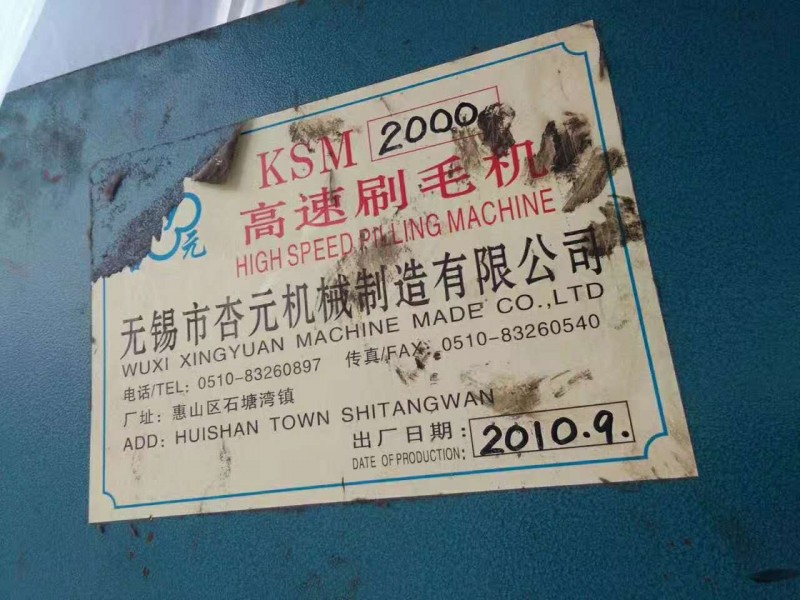 KSM 2000
高速刷毛机
HIGH SPEED PILLING MACHINE
元
无锡市杏元机械制造有限公司
WUXI XINGYUAN MACHINE MADE CO.,LTD
电话/TEL: 0510-83260897 传真/FAX: 0510-83260540
厂址: 惠山区石塘湾镇
ADD: HUISHAN TOWN SHITANGWAN
出厂日期: 2010.9.
DATE OF PRODUCTION: